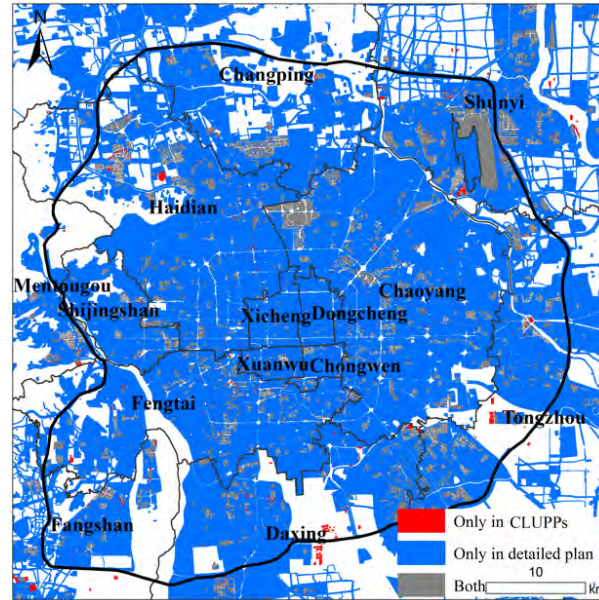 N
Changping
Shunyi
Haidian
Mentougou
Shijingshan
Chaoyang
Xicheng Dongcheng
Xuanwu Chongwen
Fengtai
Tongzhou
Fangshan
Daxing
Only in CLUPPs
Only in detailed plan
Both
10
Km